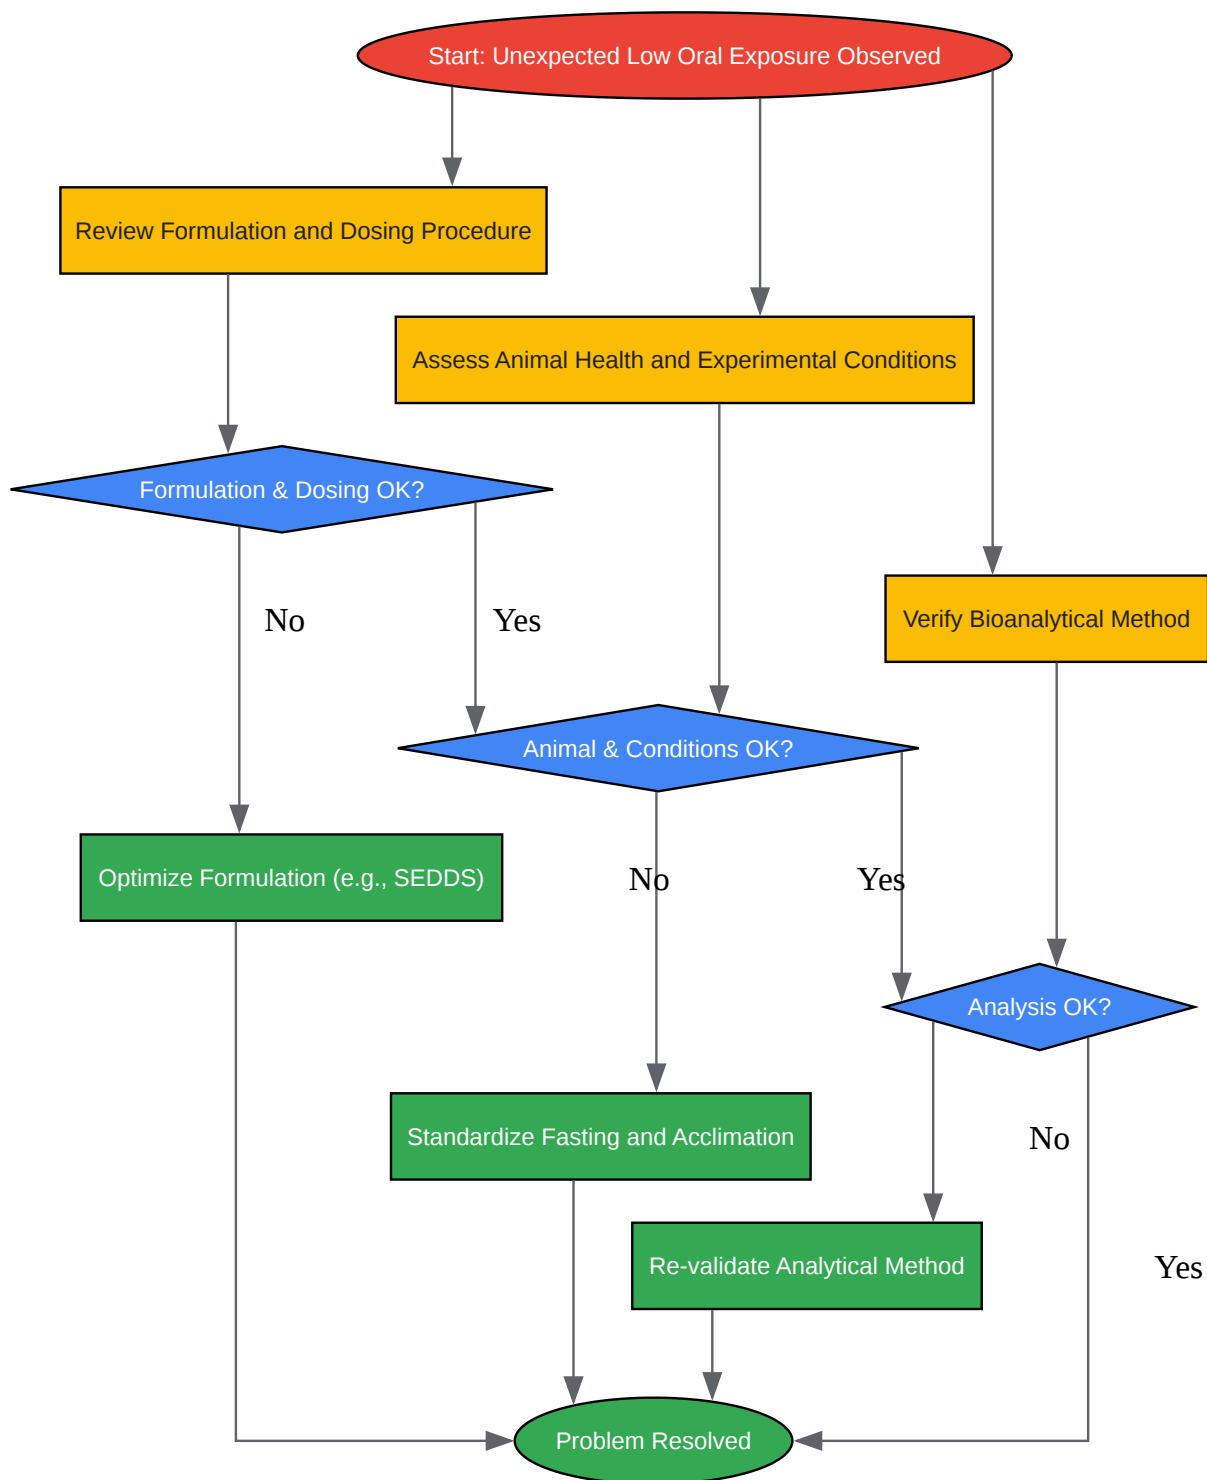 Start: Unexpected Low Oral Exposure Observed
Review Formulation and Dosing Procedure
Assess Animal Health and Experimental Conditions
Formulation & Dosing OK?
No
Yes
Verify Bioanalytical Method
Animal & Conditions OK?
Optimize Formulation (e.g., SEDDS)
No
Yes
Analysis OK?
Standardize Fasting and Acclimation
No
Re-validate Analytical Method
Yes
Problem Resolved